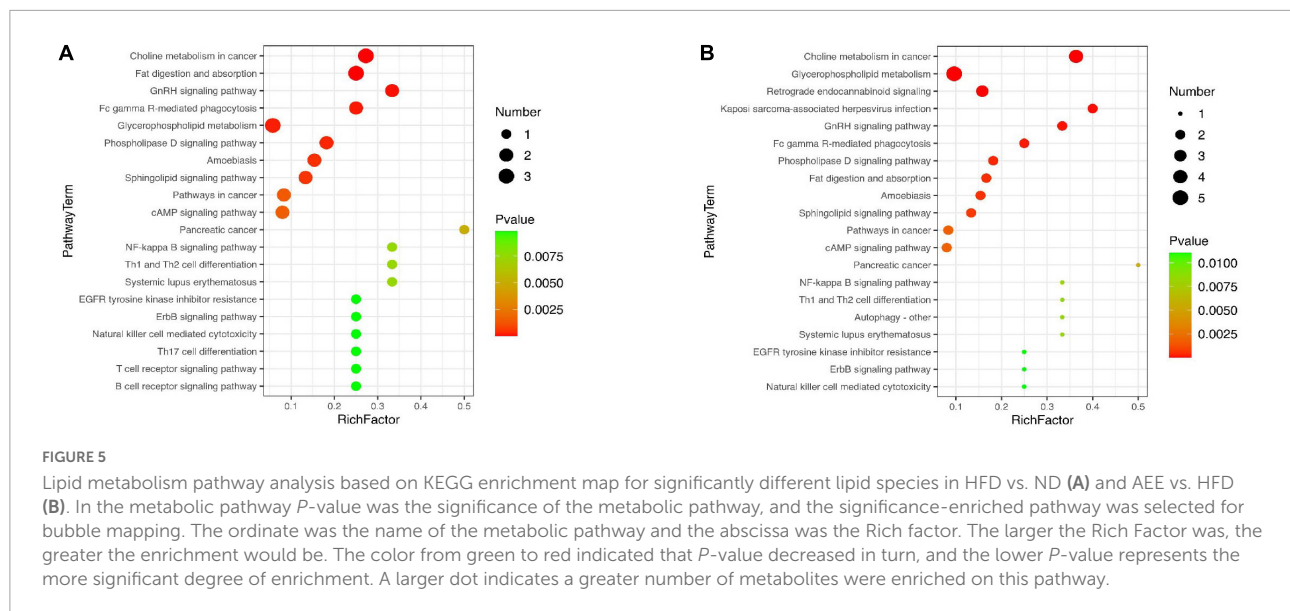 A
Choline metabolism in cancer
Fat digestion and absorption
GnRH signaling pathway
Fc gamma R-mediated phagocytosis
Glycerophospholipid metabolism
Phospholipase D signaling pathway
Amoebiasis
Sphingolipid signaling pathway
Pathways in cancer
cAMP signaling pathway
Pancreatic cancer
NF-kappa B signaling pathway
Th1 and Th2 cell differentiation
Systemic lupus erythematosus
EGFR tyrosine kinase inhibitor resistance
ErbB signaling pathway
Natural killer cell mediated cytotoxicity
Th17 cell differentiation
T cell receptor signaling pathway
B cell receptor signaling pathway
PathwayTerm
0.1 0.2 0.3 0.4 0.5
RichFactor
Number
1
2
3
Pvalue
0.0075
0.0050
0.0025
B
Choline metabolism in cancer
Glycerophospholipid metabolism
Retrograde endocannabinoid signaling
Kaposi sarcoma-associated herpesvirus infection
GnRH signaling pathway
Fc gamma R-mediated phagocytosis
Phospholipase D signaling pathway
Fat digestion and absorption
Amoebiasis
Sphingolipid signaling pathway
Pathways in cancer
cAMP signaling pathway
Pancreatic cancer
NF-kappa B signaling pathway
Th1 and Th2 cell differentiation
Autophagy - other
Systemic lupus erythematosus
EGFR tyrosine kinase inhibitor resistance
ErbB signaling pathway
Natural killer cell mediated cytotoxicity
PathwayTerm
0.1 0.2 0.3 0.4 0.5
RichFactor
Number
1
2
3
4
5
Pvalue
0.0100
0.0075
0.0050
0.0025
FIGURE 5
Lipid metabolism pathway analysis based on KEGG enrichment map for significantly different lipid species in HFD vs. ND (A) and AEE vs. HFD
(B). In the metabolic pathway P-value was the significance of the metabolic pathway, and the significance-enriched pathway was selected for
bubble mapping. The ordinate was the name of the metabolic pathway and the abscissa was the Rich factor. The larger the Rich Factor was, the
greater the enrichment would be. The color from green to red indicated that P-value decreased in turn, and the lower P-value represents the
more significant degree of enrichment. A larger dot indicates a greater number of metabolites were enriched on this pathway.